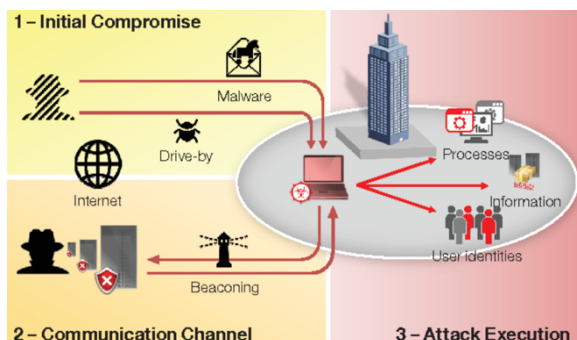 1 – Initial Compromise
Malware
Drive-by
Internet
Processes
Information
User identities
Beaconing
2 – Communication Channel
3 – Attack Execution